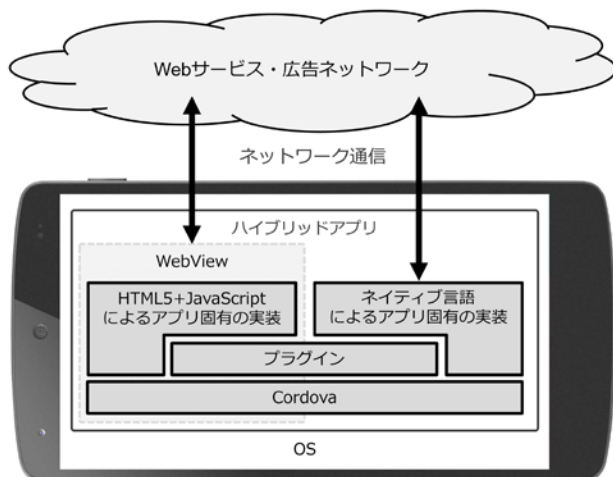 Webサービス・広告ネットワーク
ネットワーク通信
ハイブリッドアプリ
WebView
HTML5+JavaScript
によるアプリ固有の実装
ネイティブ言語
によるアプリ固有の実装
プラグイン
Cordova
OS